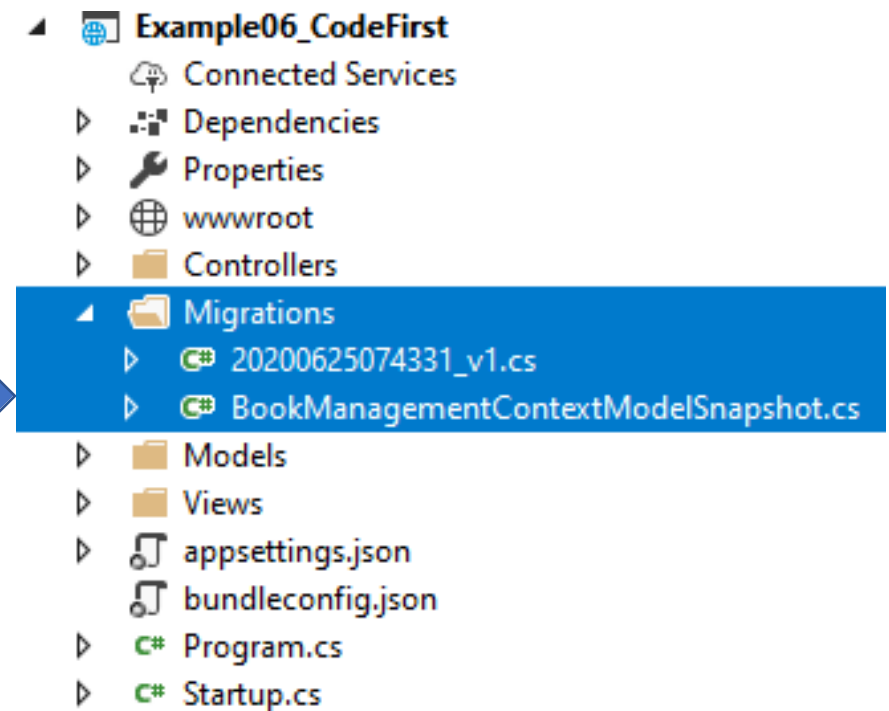 Example06_CodeFirst
Connected Services
Dependencies
Properties
wwwroot
Controllers
Migrations
C# 20200625074331_v1.cs
C# BookManagementContextModelSnapshot.cs
Models
Views
appsettings.json
bundleconfig.json
C# Program.cs
C# Startup.cs